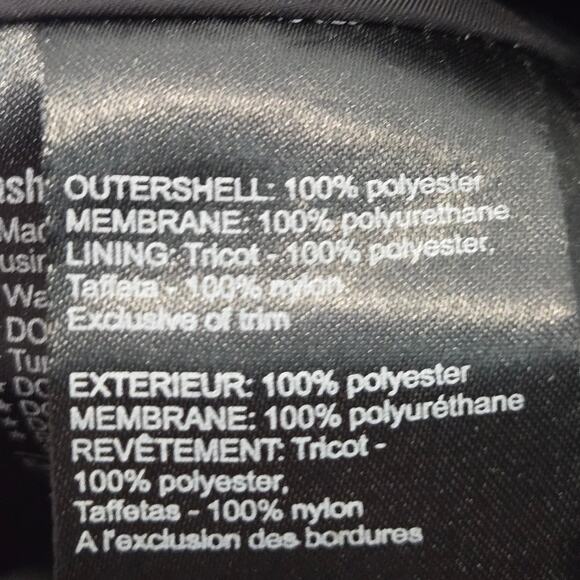 OUTERSHELL: 100% polyester
MEMBRANE: 100% polyurethane
LINING: Tricot - 100% polyester,
Taffeta - 100% nylon
Exclusive of trim
EXTERIEUR: 100% polyester
MEMBRANE: 100% polyuréthane
REVÊTEMENT: Tricot -
100% polyester,
Taffetas - 100% nylon
A l'exclusion des bordures